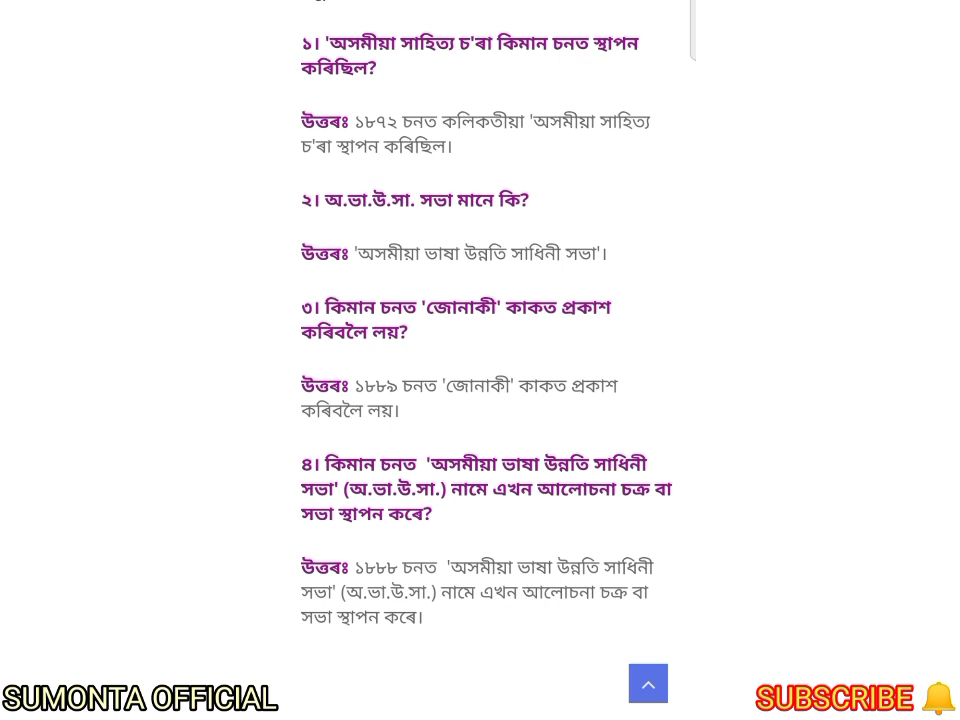 ১। 'অসমীয়া সাহিত্য চ'ৰা কিমান চনত স্থাপন
কৰিছিল?
উত্তৰঃ ১৮৭২ চনত কলিকতীয়া 'অসমীয়া সাহিত্য
চ'ৰা স্থাপন কৰিছিল।
২। অ.ভা.উ.সা. সভা মানে কি?
উত্তৰঃ 'অসমীয়া ভাষা উন্নতি সাধিনী সভা'।
৩। কিমান চনত 'জোনাকী' কাকত প্ৰকাশ
কৰিবলৈ লয়?
উত্তৰঃ ১৮৮৯ চনত 'জোনাকী' কাকত প্ৰকাশ
কৰিবলৈ লয়।
৪। কিমান চনত 'অসমীয়া ভাষা উন্নতি সাধিনী
সভা' (অ.ভা.উ.সা.) নামে এখন আলোচনা চক্ৰ বা
সভা স্থাপন কৰে?
উত্তৰঃ ১৮৮৮ চনত 'অসমীয়া ভাষা উন্নতি সাধিনী
সভা' (অ.ভা.উ.সা.) নামে এখন আলোচনা চক্ৰ বা
সভা স্থাপন কৰে।
SUMONTA OFFICIAL
SUBSCRIBE